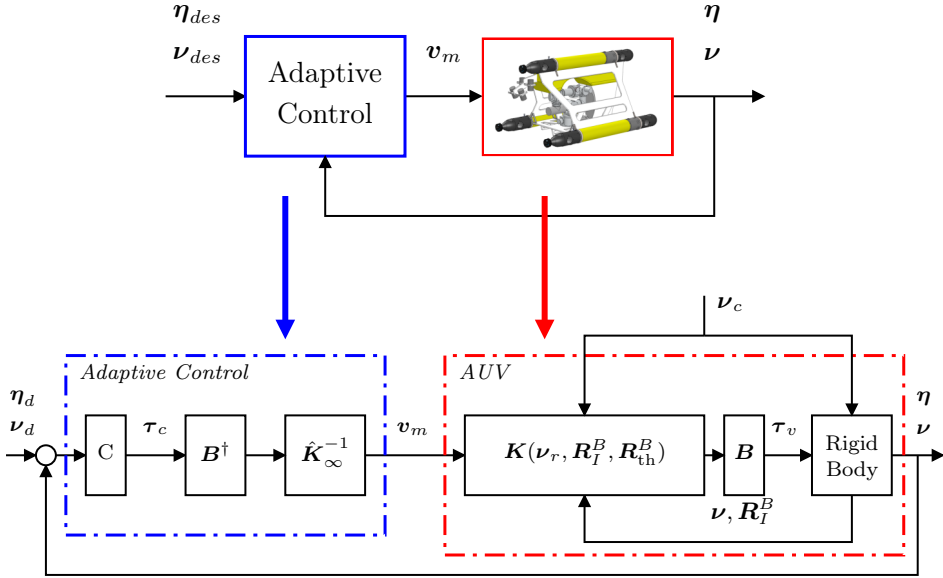 η_des
ν_des
Adaptive
Control
v_m
η
ν
ν_c
Adaptive Control
AUV
η_d
ν_d
C
τ_c
B†
K̂_∞^{-1}
v_m
K(ν_r, R_I^B, R_th^B)
B
τ_v
Rigid
Body
η
ν
ν, R_I^B